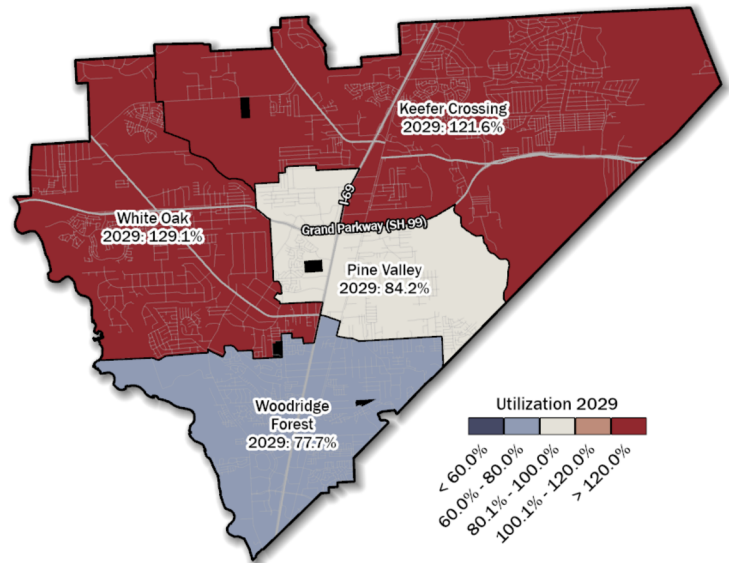 Keefer Crossing
2029: 121.6%
I-69
White Oak
2029: 129.1%
Grand Parkway (SH 99)
Pine Valley
2029: 84.2%
Woodridge
Forest
2029: 77.7%
Utilization 2029
< 60.0%
60.0% - 80.0%
80.1% - 100.0%
100.1% - 120.0%
> 120.0%